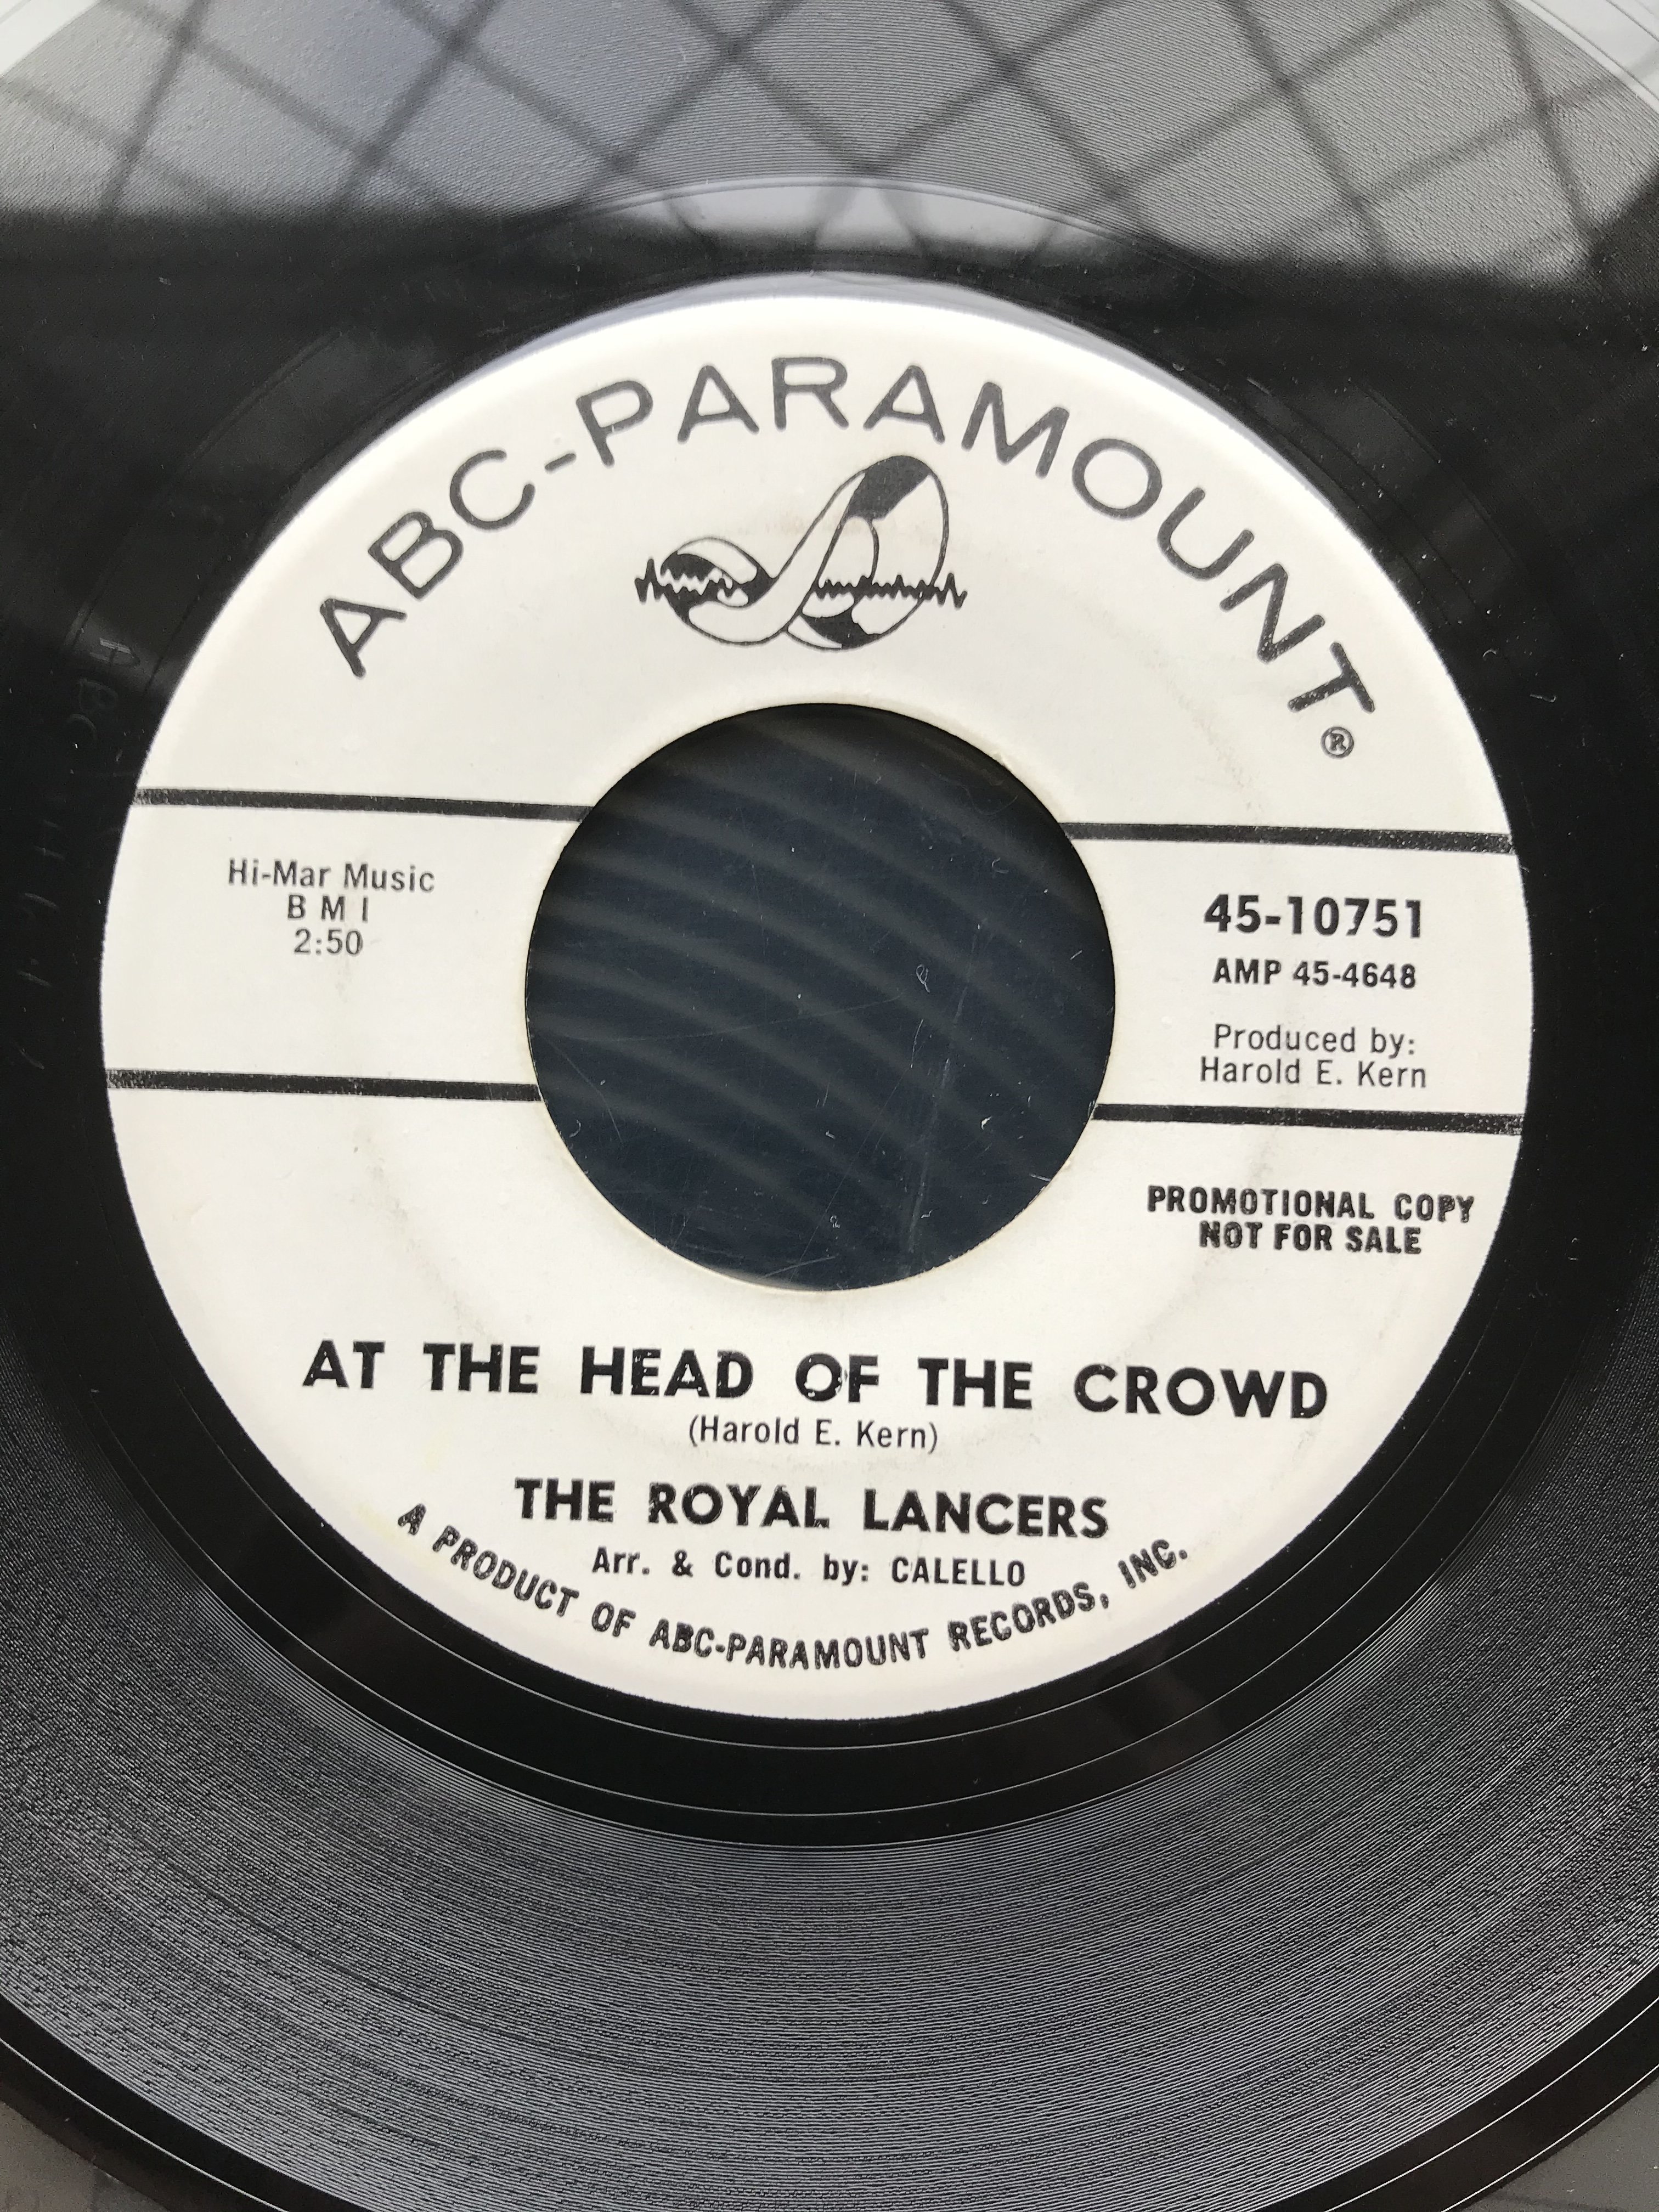 ABC-PARAMOUNT®
Hi-Mar Music
B M I
2:50
45-10751
AMP 45-4648
Produced by:
Harold E. Kern
PROMOTIONAL COPY
NOT FOR SALE
AT THE HEAD OF THE CROWD
(Harold E. Kern)
THE ROYAL LANCERS
Arr. & Cond. by: CALELLO
A PRODUCT OF ABC-PARAMOUNT RECORDS, INC.